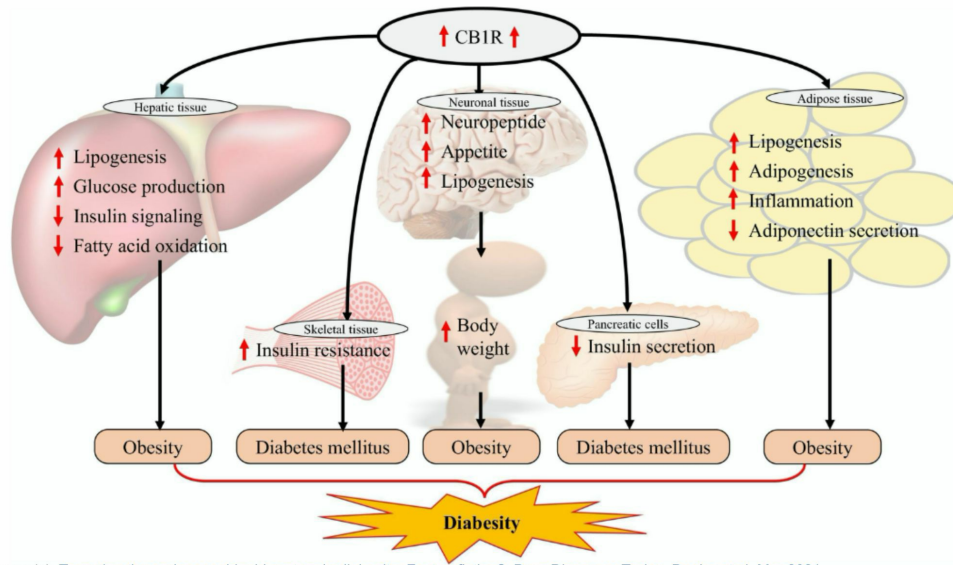 CB1R
Hepatic tissue
Lipogenesis
Glucose production
Insulin signaling
Fatty acid oxidation
Neuronal tissue
Neuropeptide
Appetite
Lipogenesis
Adipose tissue
Lipogenesis
Adipogenesis
Inflammation
Adiponectin secretion
Skeletal tissue
Insulin resistance
Body
weight
Pancreatic cells
Insulin secretion
Obesity
Diabetes mellitus
Obesity
Diabetes mellitus
Obesity
Diabesity